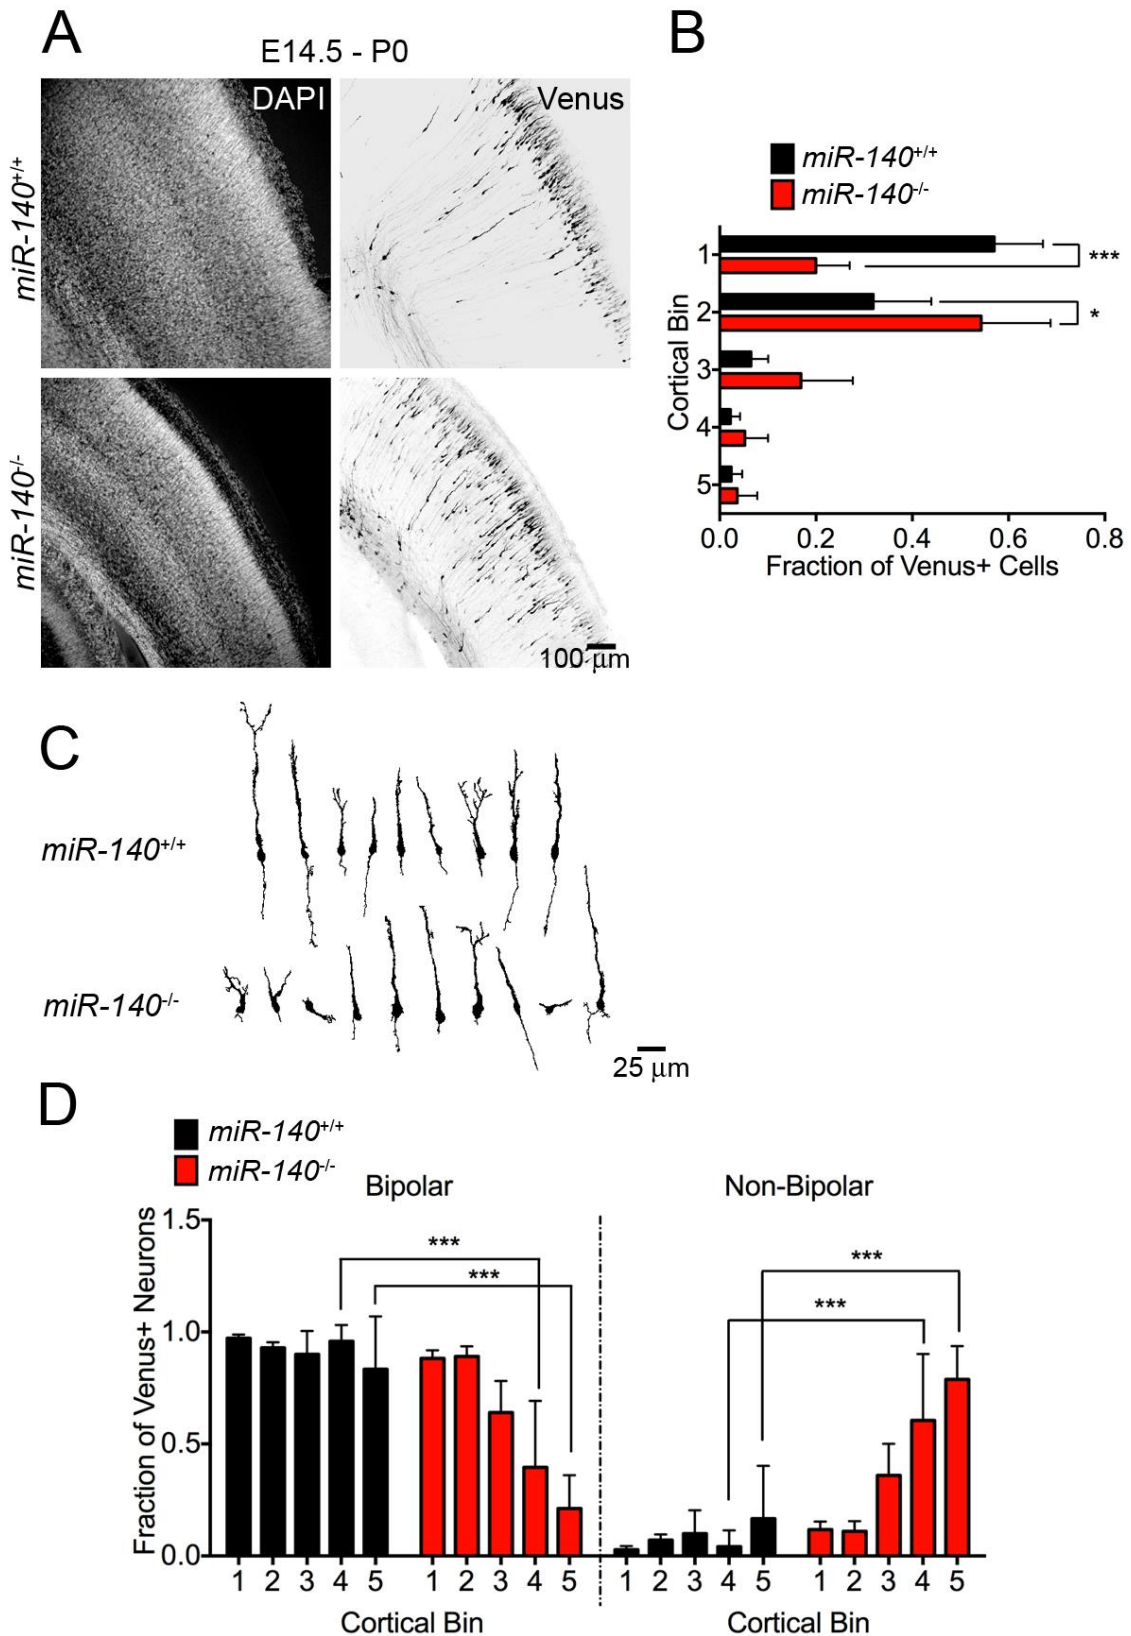 A
E14.5 - P0
DAPI
Venus
miR-140+/+
miR-140-/-
100 μm
B
miR-140+/+
miR-140-/-
1
2
3
4
5
Cortical Bin
***
*
0.0 0.2 0.4 0.6 0.8
Fraction of Venus+ Cells
C
miR-140+/+
miR-140-/-
25 μm
D
miR-140+/+
miR-140-/-
Bipolar
Non-Bipolar
Fraction of Venus+ Neurons
1.5
1.0
0.5
0.0
***
***
***
***
1 2 3 4 5 1 2 3 4 5 1 2 3 4 5 1 2 3 4 5
Cortical Bin
Cortical Bin